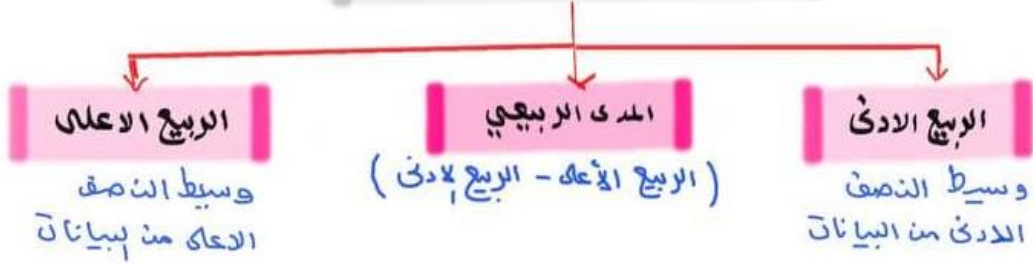 الربيع الادنى
وسيط النصف
الادنى من البيانات
المدى الربيعي
(الربيع الأعلى - الربيع الادنى)
الربيع الاعلى
وسيط النصف
الاعلى من البيانات